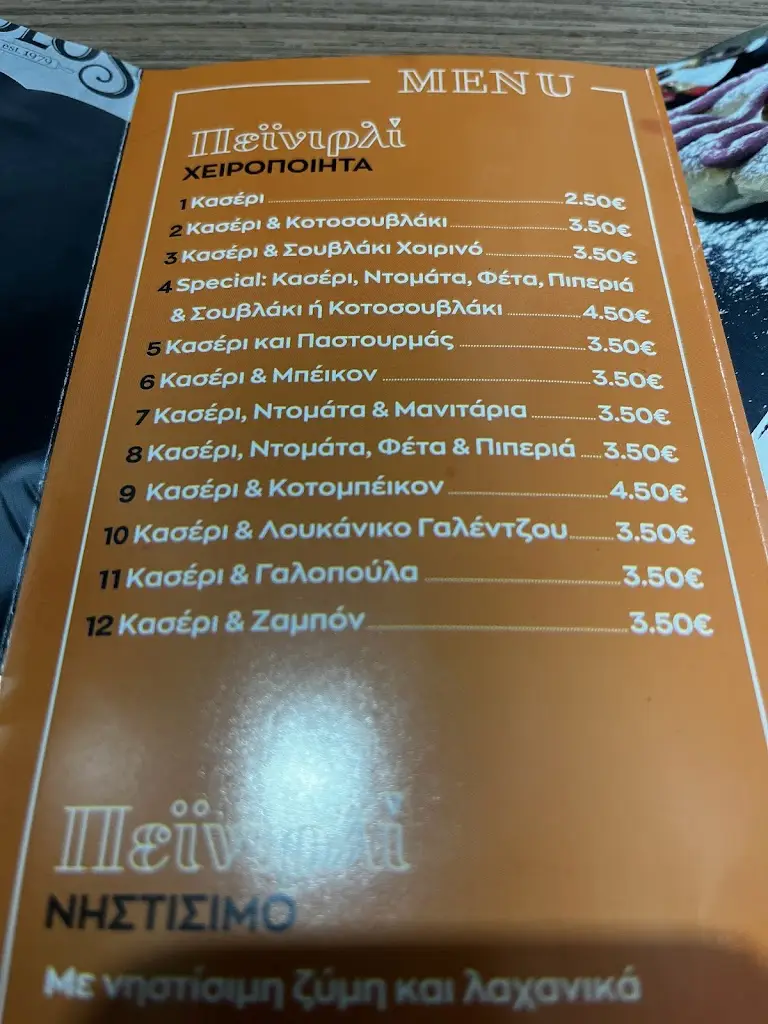 est. 1979
MENU
Πεϊνιρλί
ΧΕΙΡΟΠΟΙΗΤΑ
1 Κασέρι 2.50€
2 Κασέρι & Κοτοσουβλάκι 3.50€
3 Κασέρι & Σουβλάκι Χοιρινό 3.50€
4 Special: Κασέρι, Ντομάτα, Φέτα, Πιπεριά
& Σουβλάκι ή Κοτοσουβλάκι 4.50€
5 Κασέρι και Παστουρμάς 3.50€
6 Κασέρι & Μπέικον 3.50€
7 Κασέρι, Ντομάτα & Μανιτάρια 3.50€
8 Κασέρι, Ντομάτα, Φέτα & Πιπεριά 3.50€
9 Κασέρι & Κοτομπέικον 4.50€
10 Κασέρι & Λουκάνικο Γαλέντζου 3.50€
11 Κασέρι & Γαλοπούλα 3.50€
12 Κασέρι & Ζαμπόν 3.50€
Πεϊνιρλί
ΝΗΣΤΙΣΙΜΟ
Με νηστίσιμη ζύμη και λαχανικά